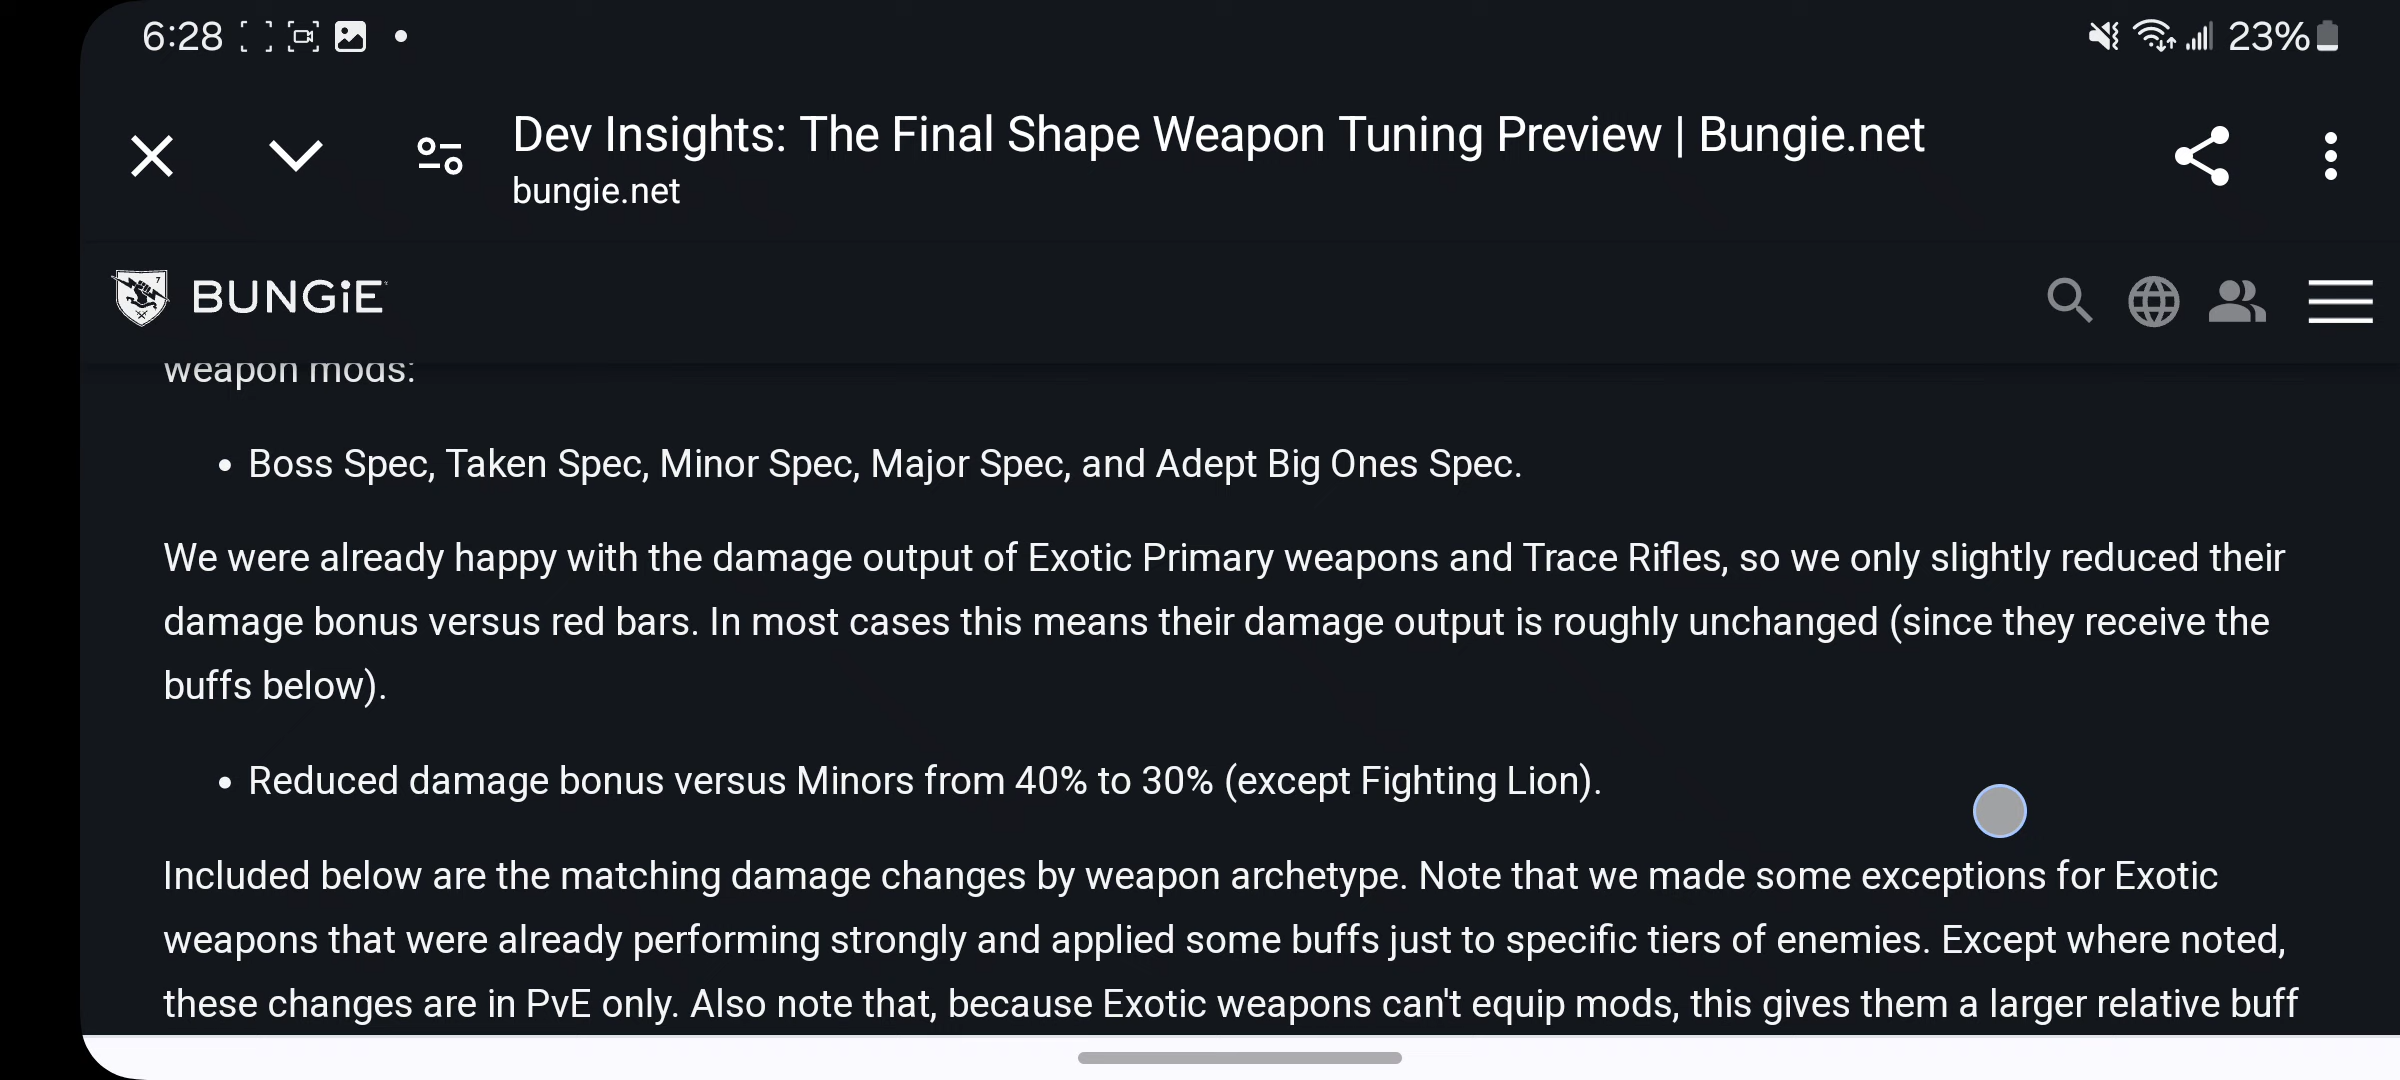 6:28
23%
Dev Insights: The Final Shape Weapon Tuning Preview | Bungie.net
bungie.net
BUNGiE
weapon mods:
• Boss Spec, Taken Spec, Minor Spec, Major Spec, and Adept Big Ones Spec.
We were already happy with the damage output of Exotic Primary weapons and Trace Rifles, so we only slightly reduced their
damage bonus versus red bars. In most cases this means their damage output is roughly unchanged (since they receive the
buffs below).
• Reduced damage bonus versus Minors from 40% to 30% (except Fighting Lion).
Included below are the matching damage changes by weapon archetype. Note that we made some exceptions for Exotic
weapons that were already performing strongly and applied some buffs just to specific tiers of enemies. Except where noted,
these changes are in PvE only. Also note that, because Exotic weapons can't equip mods, this gives them a larger relative buff